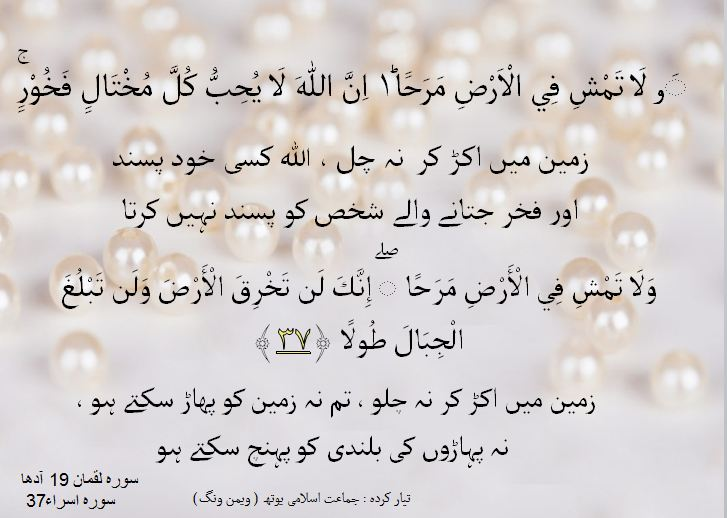 وَ لَا تَمْشِ فِي الْاَرْضِ مَرَحًا ؕ۱ اِنَّ اللّٰهَ لَا يُحِبُّ كُلَّ مُخْتَالٍ فَخُوْرٍ ۚ
زمین میں اکڑ کر نہ چل ، اللہ کسی خود پسند
اور فخر جتانے والے شخص کو پسند نہیں کرتا
وَلَا تَمْشِ فِي الْأَرْضِ مَرَحًا ۖ إِنَّكَ لَن تَخْرِقَ الْأَرْضَ وَلَن تَبْلُغَ
الْجِبَالَ طُولًا ﴿٣٧﴾
زمین میں اکڑ کر نہ چلو ، تم نہ زمین کو پھاڑ سکتے ہو ،
نہ پہاڑوں کی بلندی کو پہنچ سکتے ہو
سورہ لقمان 19 آدھا
سورہ اسراء37
تیار کردہ : جماعت اسلامی یوتھ ( ویمن ونگ )